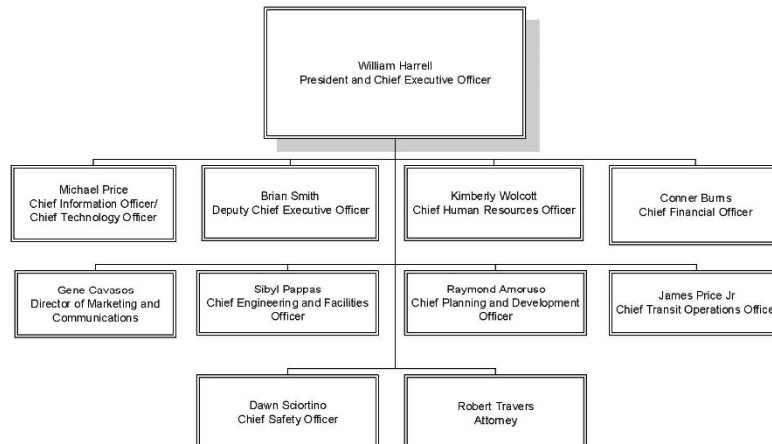 William Harrell
President and Chief Executive Officer
Michael Price
Chief Information Officer/
Chief Technology Officer
Brian Smith
Deputy Chief Executive Officer
Kimberly Wolcott
Chief Human Resources Officer
Conner Burns
Chief Financial Officer
Gene Cavasos
Director of Marketing and
Communications
Sibyl Pappas
Chief Engineering and Facilities
Officer
Raymond Amoruso
Chief Planning and Development
Officer
James Price Jr
Chief Transit Operations Office
Dawn Sciortino
Chief Safety Officer
Robert Travers
Attorney